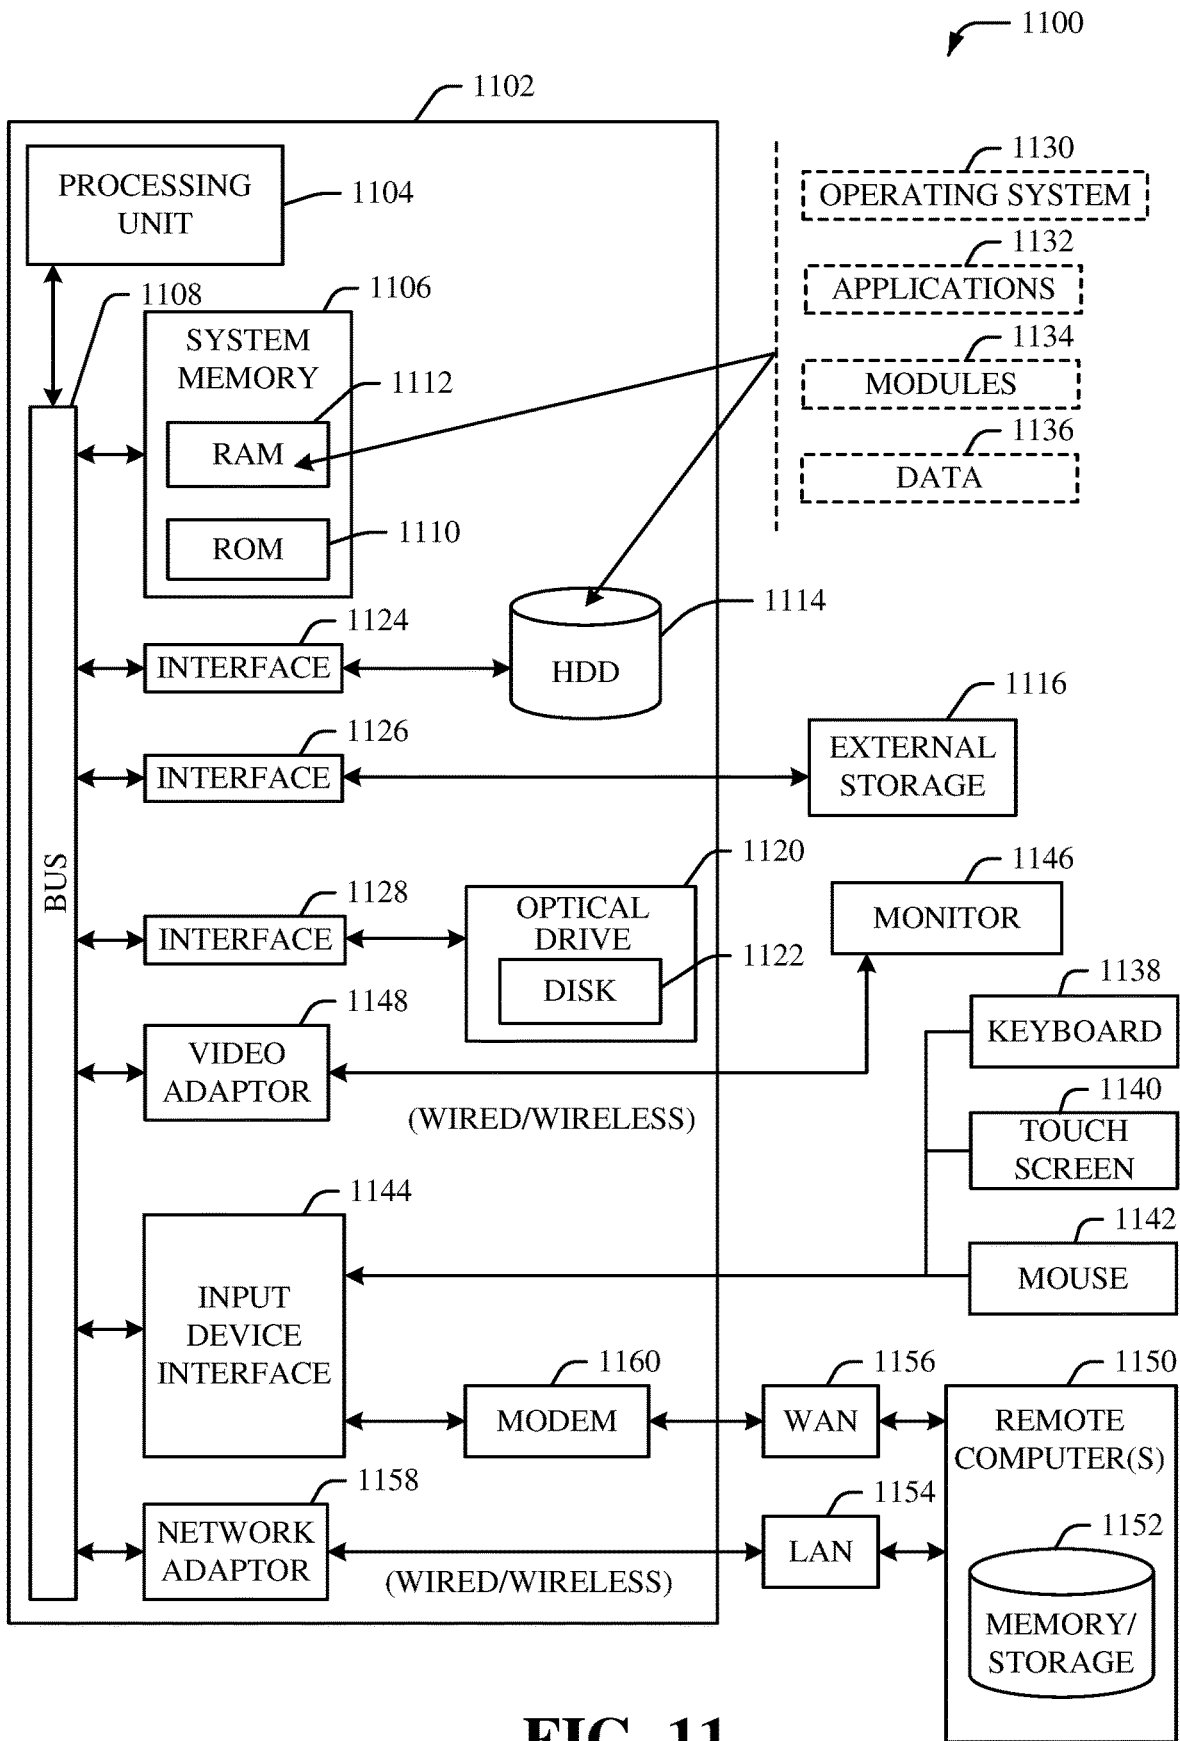 1100
1102
PROCESSING
UNIT
1104
1130
OPERATING SYSTEM
1132
APPLICATIONS
1134
MODULES
1136
DATA
1108
1106
SYSTEM
MEMORY
1112
RAM
1110
ROM
1114
HDD
1124
INTERFACE
1116
EXTERNAL
STORAGE
1126
INTERFACE
BUS
1120
OPTICAL
DRIVE
1122
DISK
1128
INTERFACE
1146
MONITOR
1148
VIDEO
ADAPTOR
(WIRED/WIRELESS)
1138
KEYBOARD
1140
TOUCH
SCREEN
1142
MOUSE
1144
INPUT
DEVICE
INTERFACE
1160
MODEM
1156
WAN
1150
REMOTE
COMPUTER(S)
1158
NETWORK
ADAPTOR
(WIRED/WIRELESS)
1154
LAN
1152
MEMORY/
STORAGE
FIG. 11